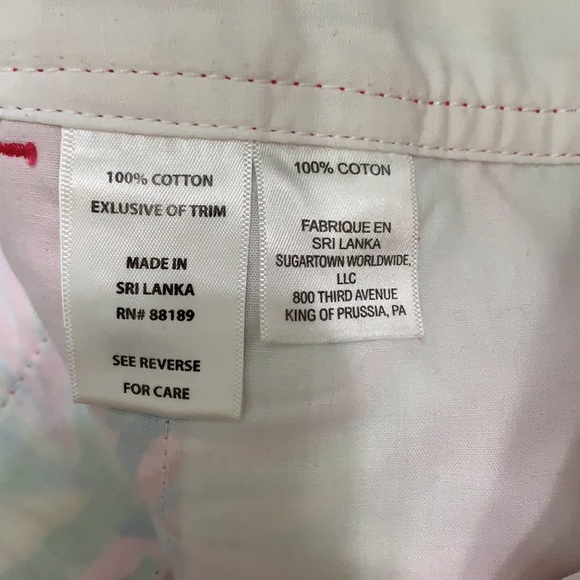 100% COTTON
EXLUSIVE OF TRIM
MADE IN
SRI LANKA
RN# 88189
SEE REVERSE
FOR CARE
100% COTON
FABRIQUE EN
SRI LANKA
SUGARTOWN WORLDWIDE,
LLC
800 THIRD AVENUE
KING OF PRUSSIA, PA